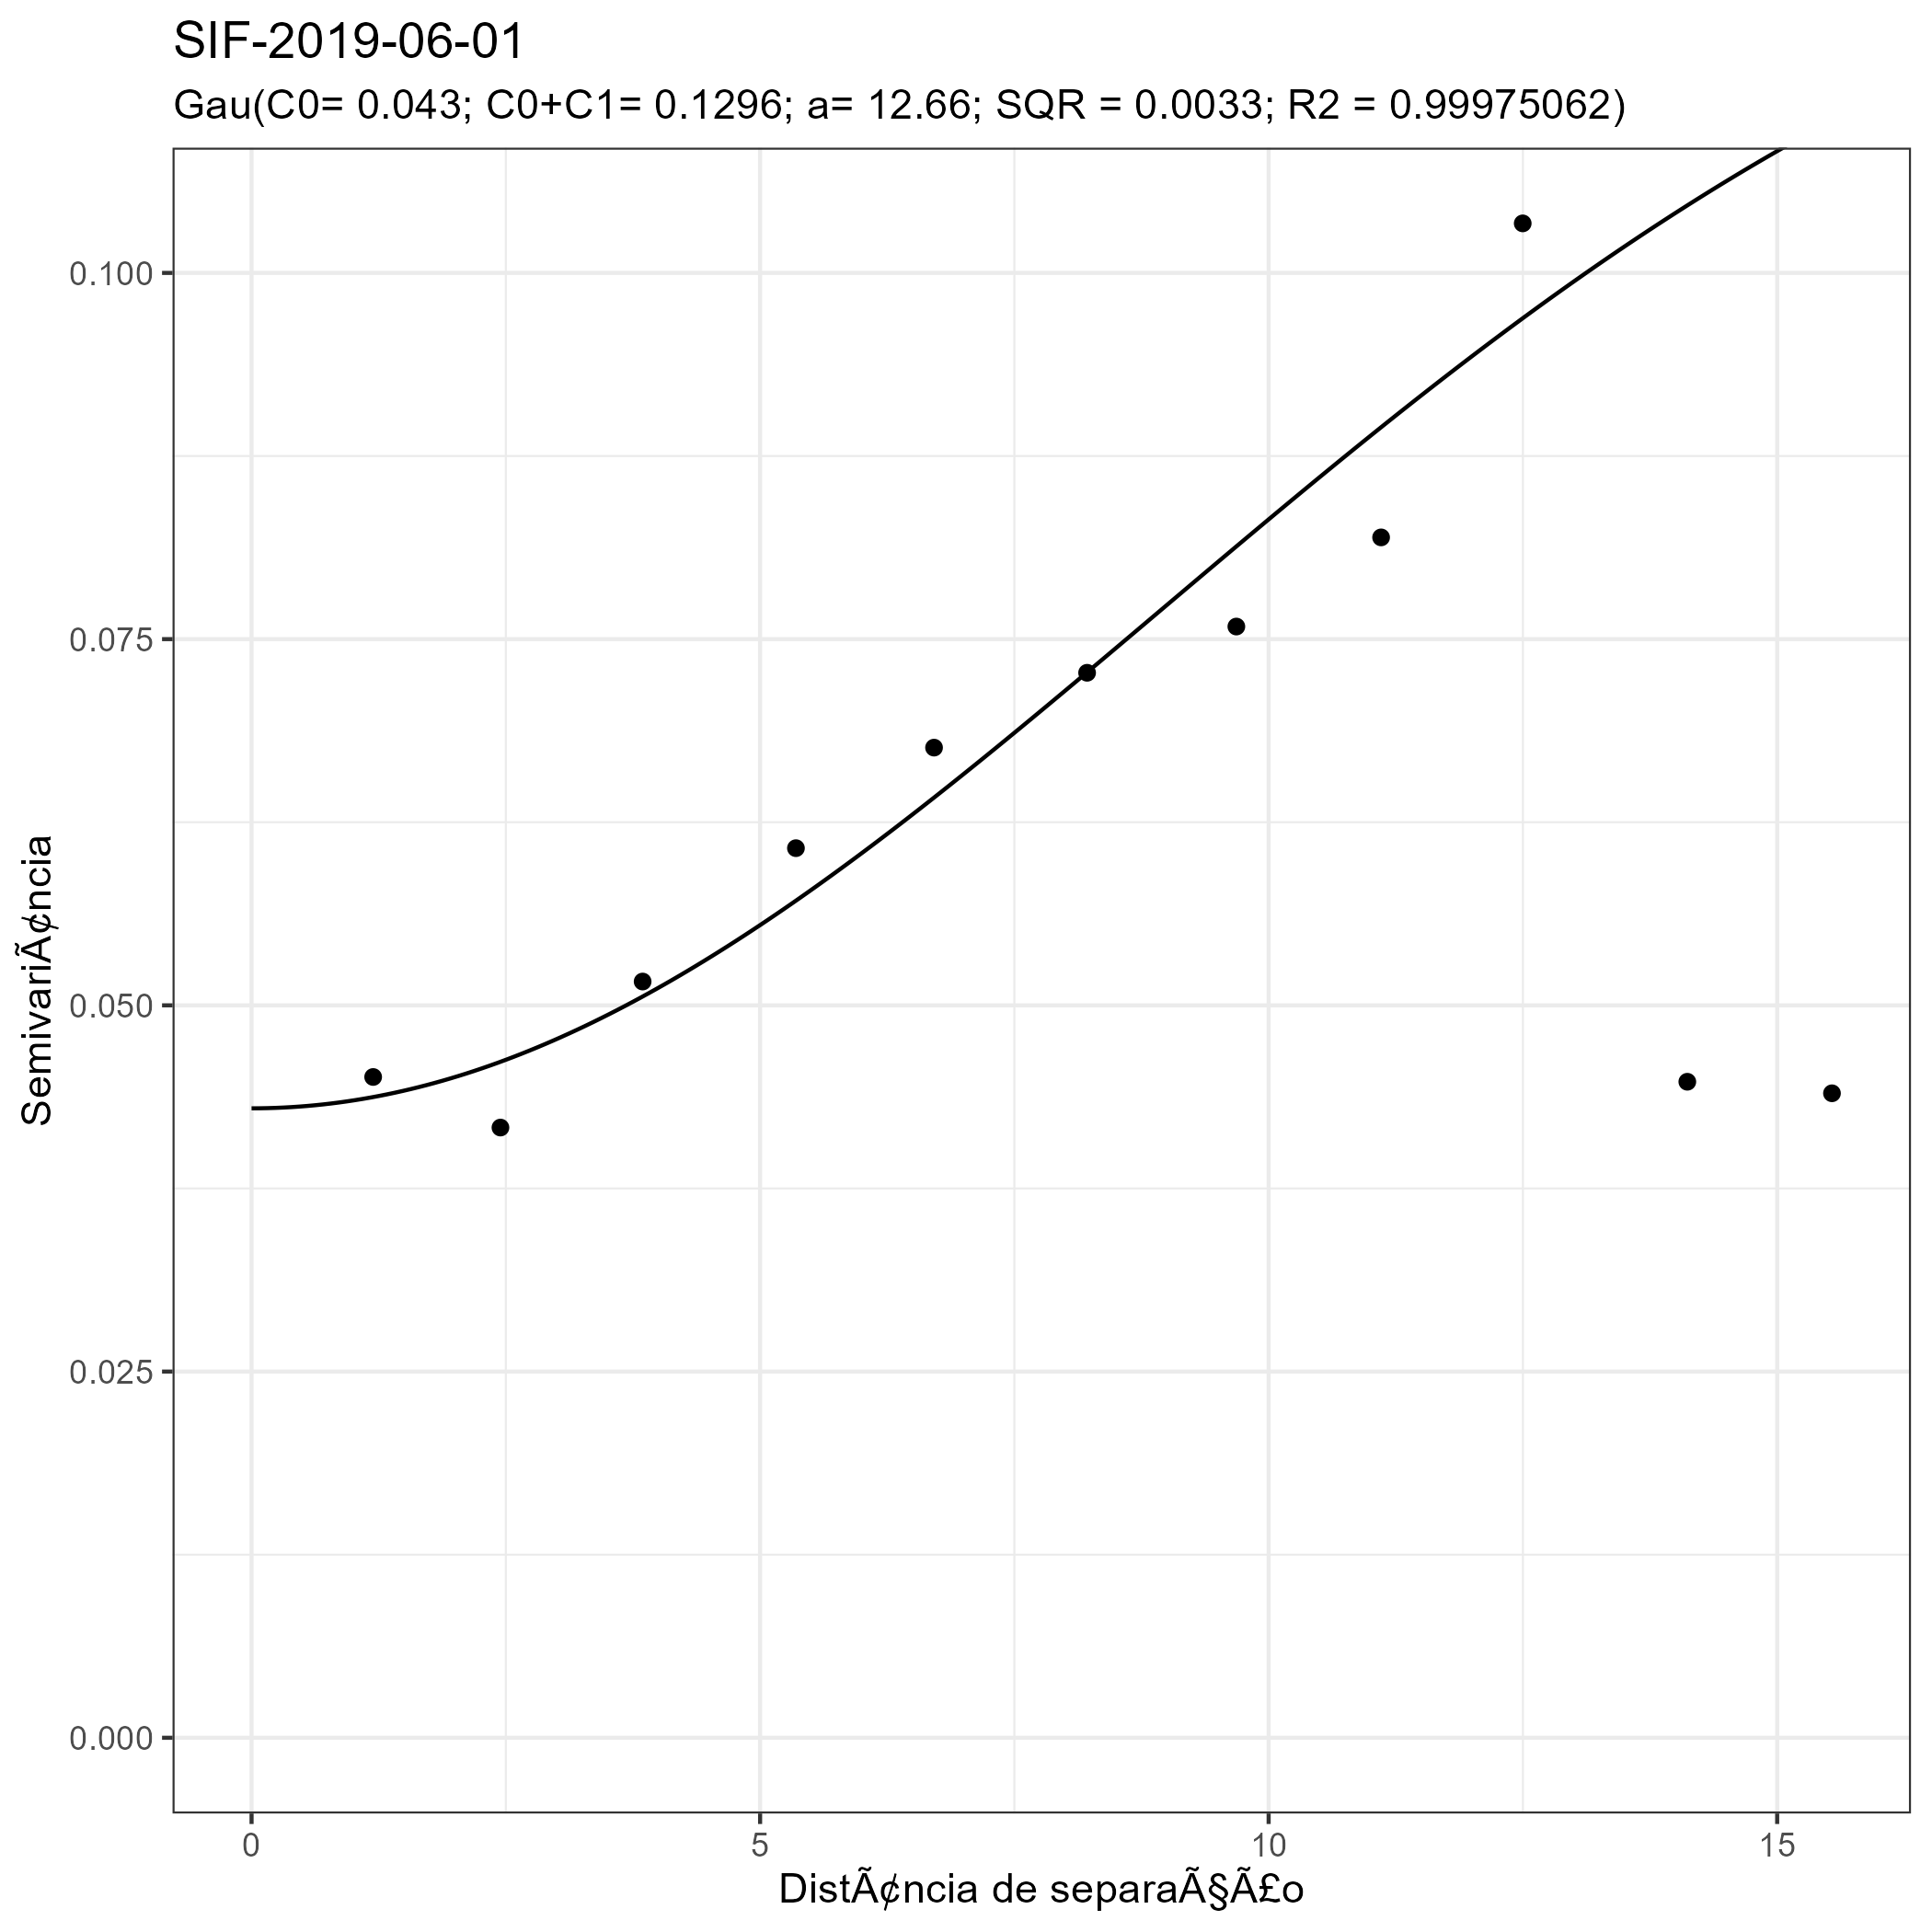 SIF-2019-06-01
Gau(C0= 0.043; C0+C1= 0.1296; a= 12.66; SQR = 0.0033; R2 = 0.99975062)
0.100
0.075
0.050
0.025
0.000
SemivariÃ¢ncia
0 5 10 15
DistÃ¢ncia de separaÃ§Ã£o